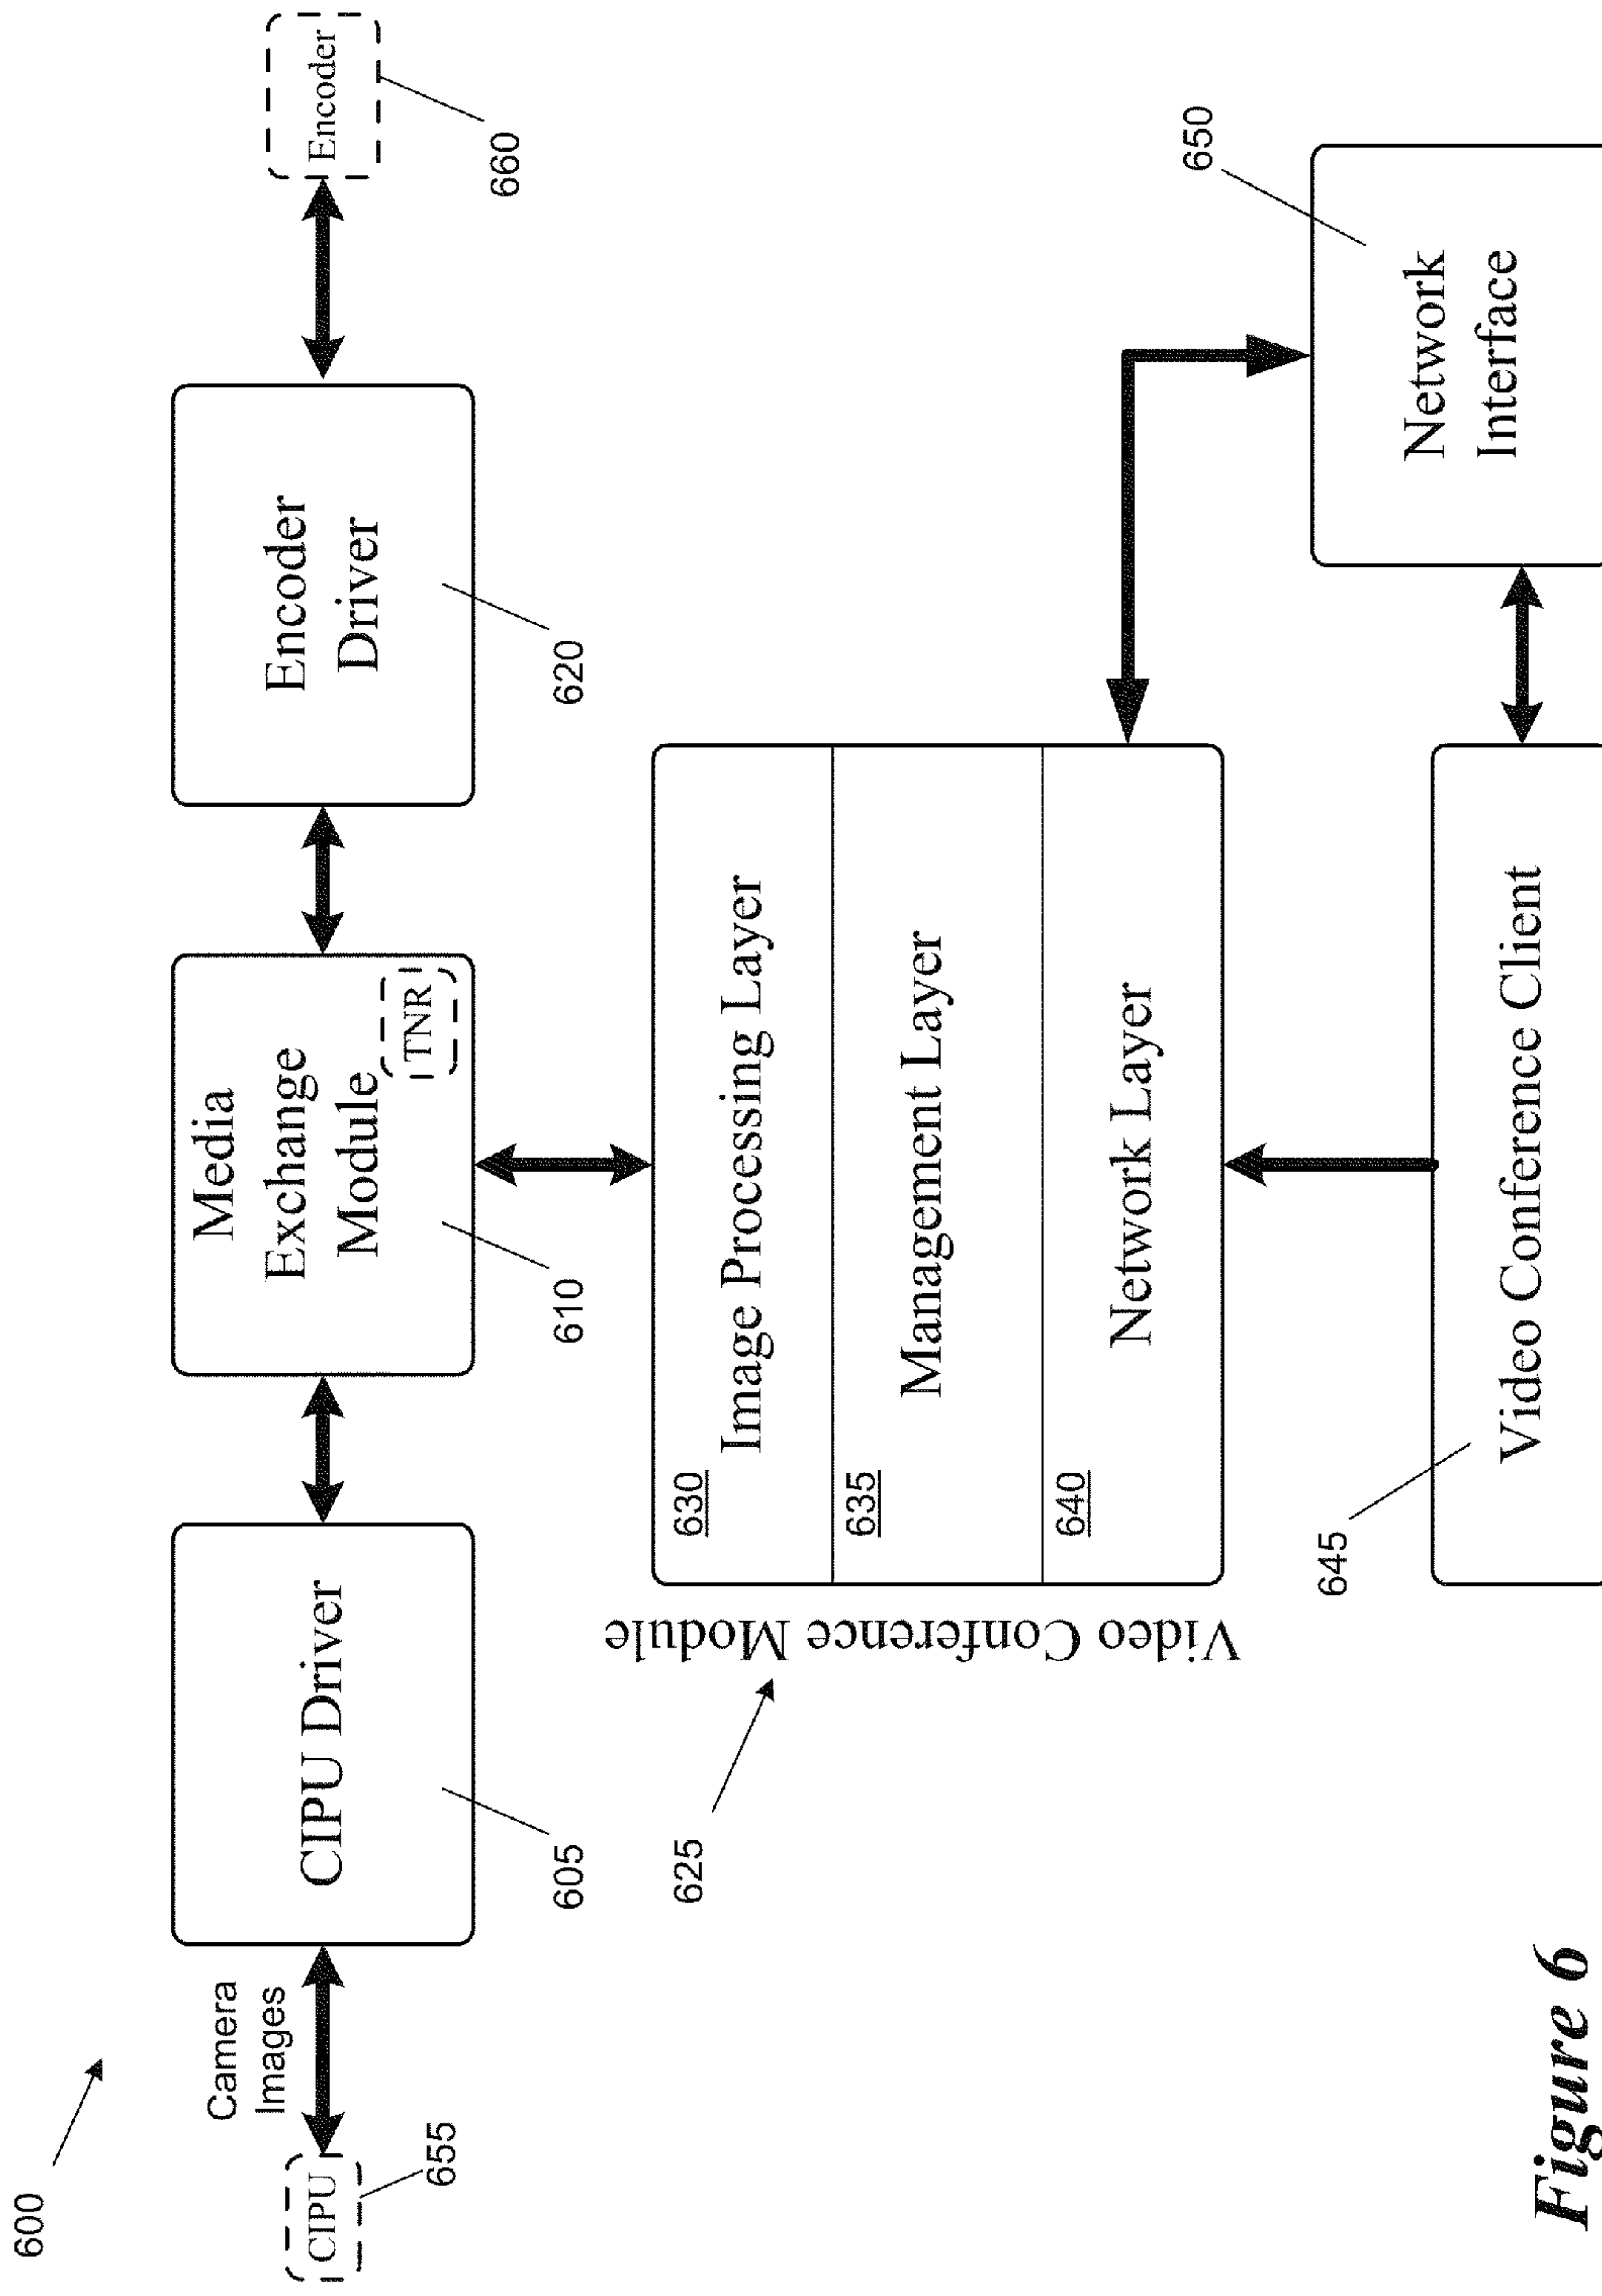 600
CIPU
655
Camera
Images
CIPU Driver
605
Media
Exchange
Module
TNR
610
Encoder
Driver
620
Encoder
660
Video Conference Module
625
630
Image Processing Layer
635
Management Layer
640
Network Layer
645
Video Conference Client
650
Network
Interface
Figure 6